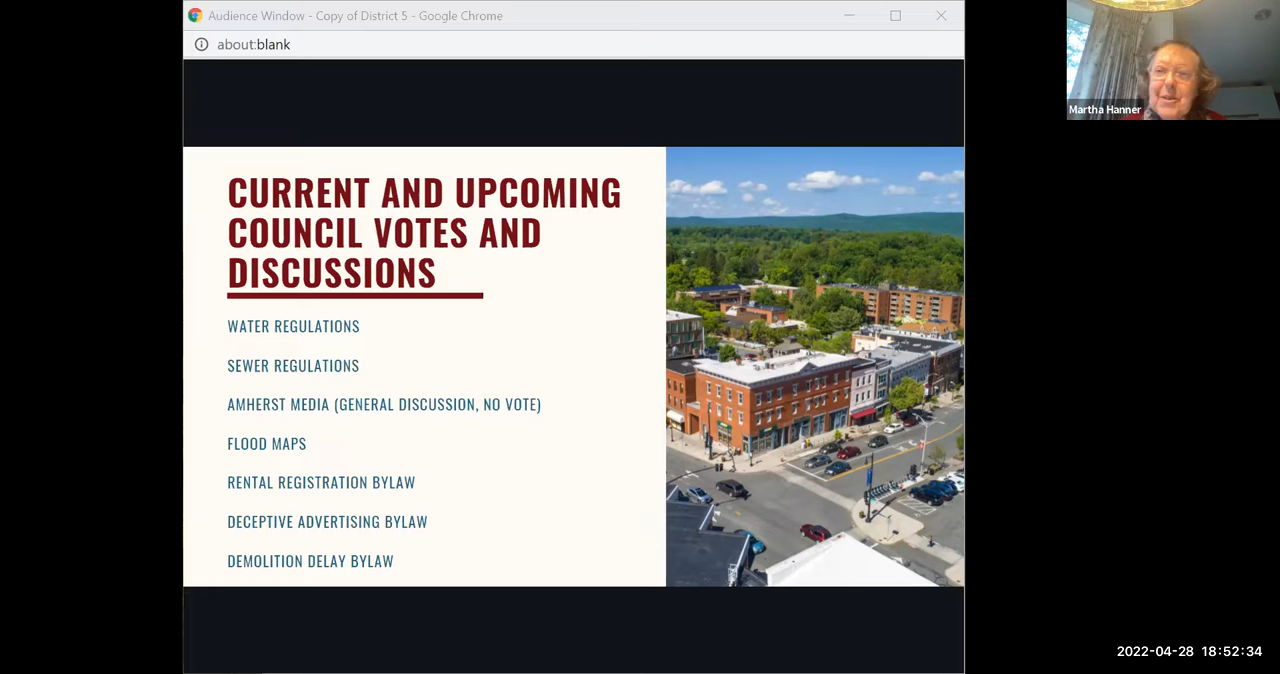 Audience Window - Copy of District 5 - Google Chrome
about:blank
Martha Hanner
CURRENT AND UPCOMING
COUNCIL VOTES AND
DISCUSSIONS
WATER REGULATIONS
SEWER REGULATIONS
AMHERST MEDIA (GENERAL DISCUSSION, NO VOTE)
FLOOD MAPS
RENTAL REGISTRATION BYLAW
DECEPTIVE ADVERTISING BYLAW
DEMOLITION DELAY BYLAW
2022-04-28 18:52:34